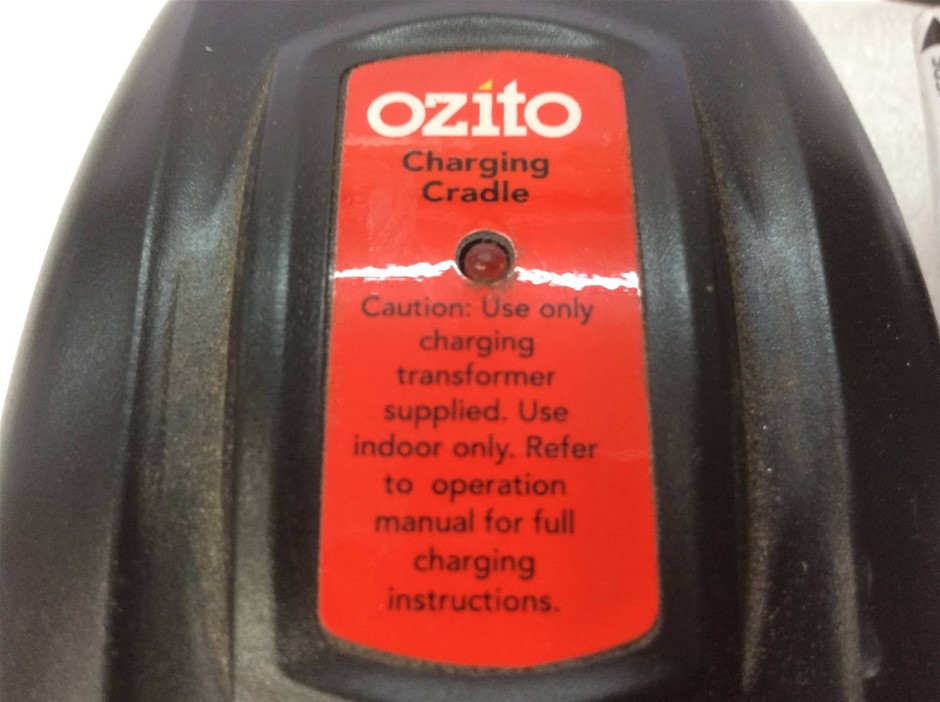 ozito
Charging
Cradle
Caution: Use only
charging
transformer
supplied. Use
indoor only. Refer
to operation
manual for full
charging
instructions.